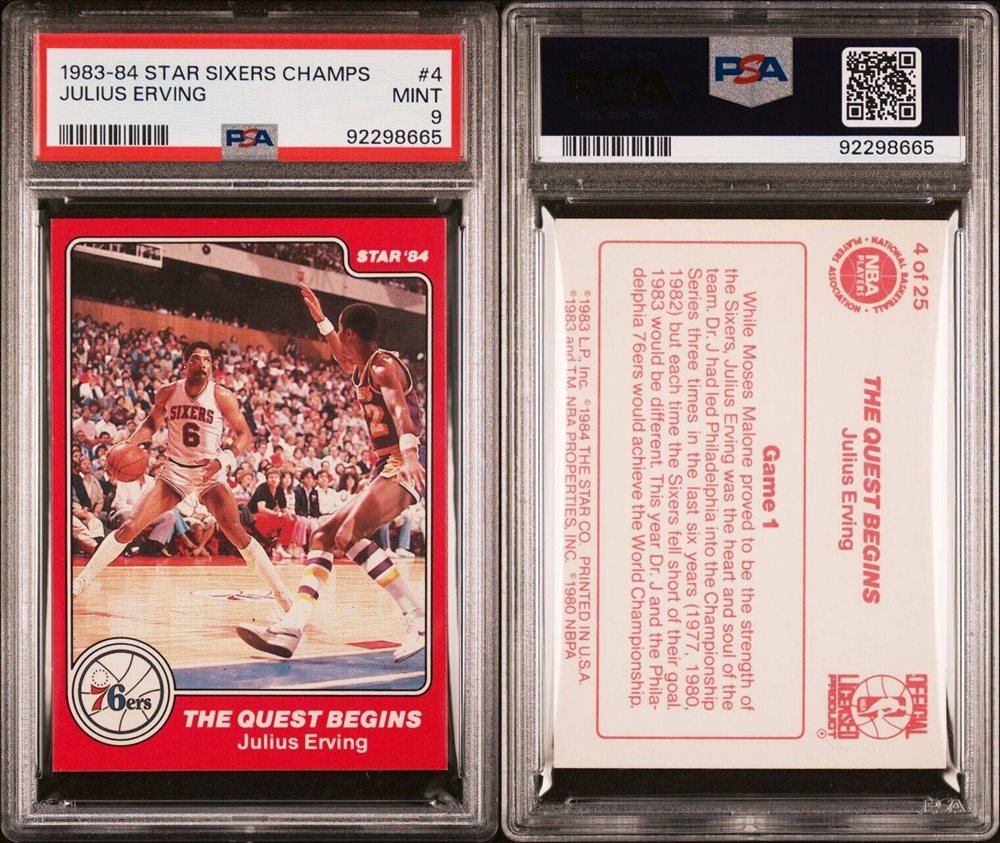 1983-84 STAR SIXERS CHAMPS #4
JULIUS ERVING MINT
9
PSA 92298665
STAR '84
SIXERS
6
76ers
THE QUEST BEGINS
Julius Erving
PSA
92298665
4 of 25
NATIONAL BASKETBALL
NBA
PLAYERS
PLAYERS ASSOCIATION
THE QUEST BEGINS
Julius Erving
OFFICIAL
LICENSED
PRODUCT
®
Game 1
While Moses Malone proved to be the strength of
the Sixers, Julius Erving was the heart and soul of the
team. Dr. J had led Philadelphia into the Championship
Series three times in the last six years (1977, 1980,
1982) but each time the Sixers fell short of their goal.
1983 would be different. This year Dr. J and the Phila-
delphia 76ers would achieve the World Championship.
©1983 L.P., Inc. ©1984 THE STAR CO. PRINTED IN U.S.A.
©1983 and TM, NBA PROPERTIES, INC. ©1980 NBPA
PSA